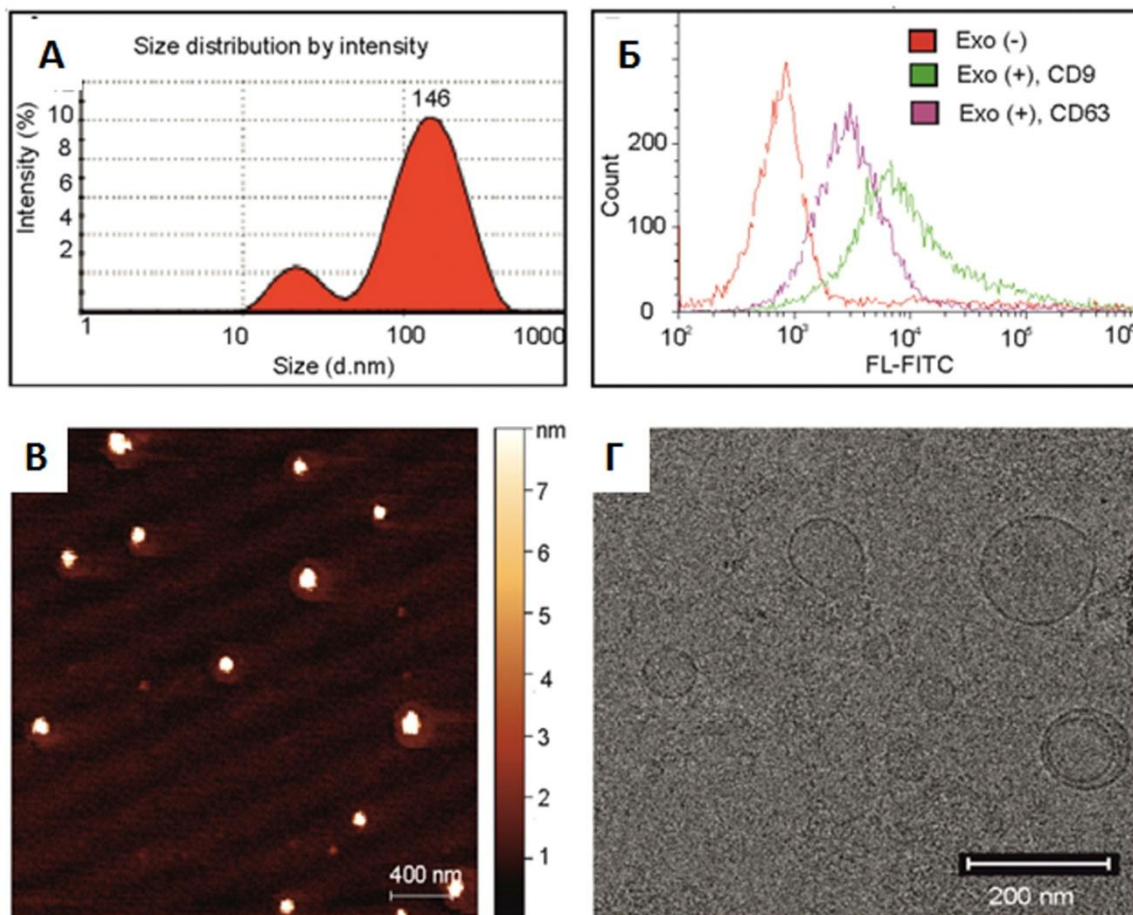 А
Size distribution by intensity
146
10
8
6
4
2
Intensity (%)
1
10
100
1000
Size (d.nm)
Б
Exo (-)
Exo (+), CD9
Exo (+), CD63
200
100
0
Count
10²
10³
10⁴
10⁵
FL-FITC
В
nm
7
6
5
4
3
2
1
400 nm
Г
200 nm